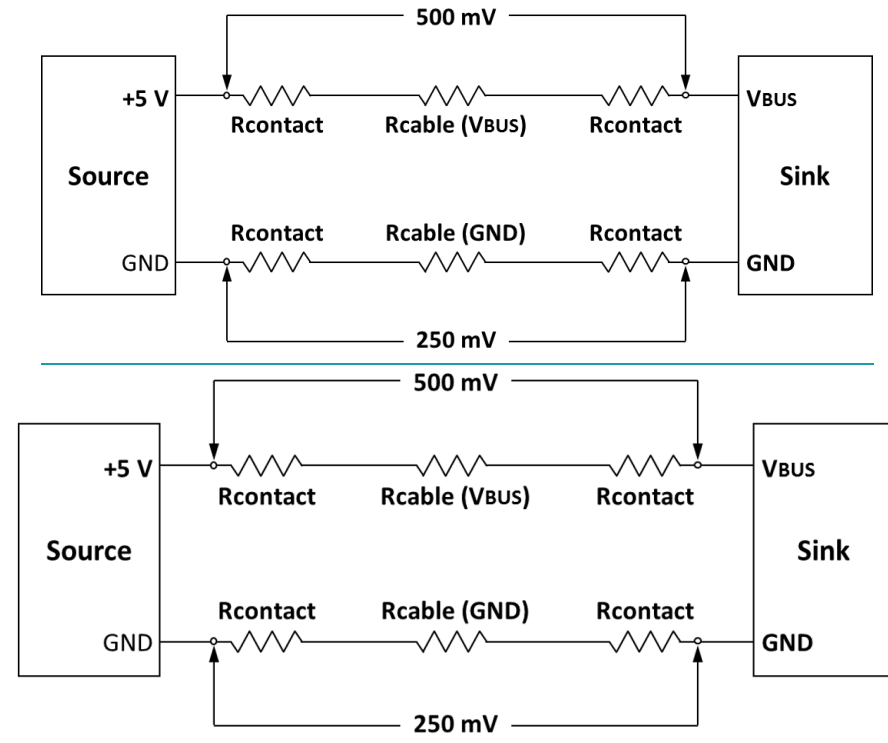 500 mV
+5 V
VBUS
Rcontact
Rcable (VBUS)
Rcontact
Source
Sink
Rcontact
Rcable (GND)
Rcontact
GND
GND
250 mV
500 mV
+5 V
VBUS
Rcontact
Rcable (VBUS)
Rcontact
Source
Sink
Rcontact
Rcable (GND)
Rcontact
GND
GND
250 mV